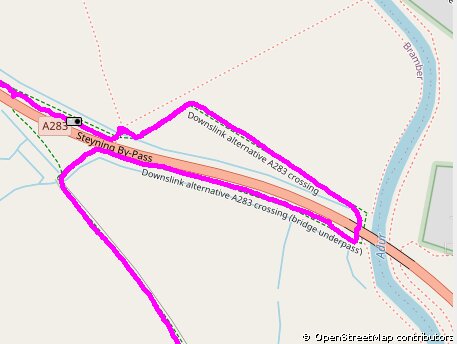 Bramber
A283
Steyning By-Pass
Downslink alternative A283 crossing
Downslink alternative A283 crossing (bridge underpass)
Adur
© OpenStreetMap contributors